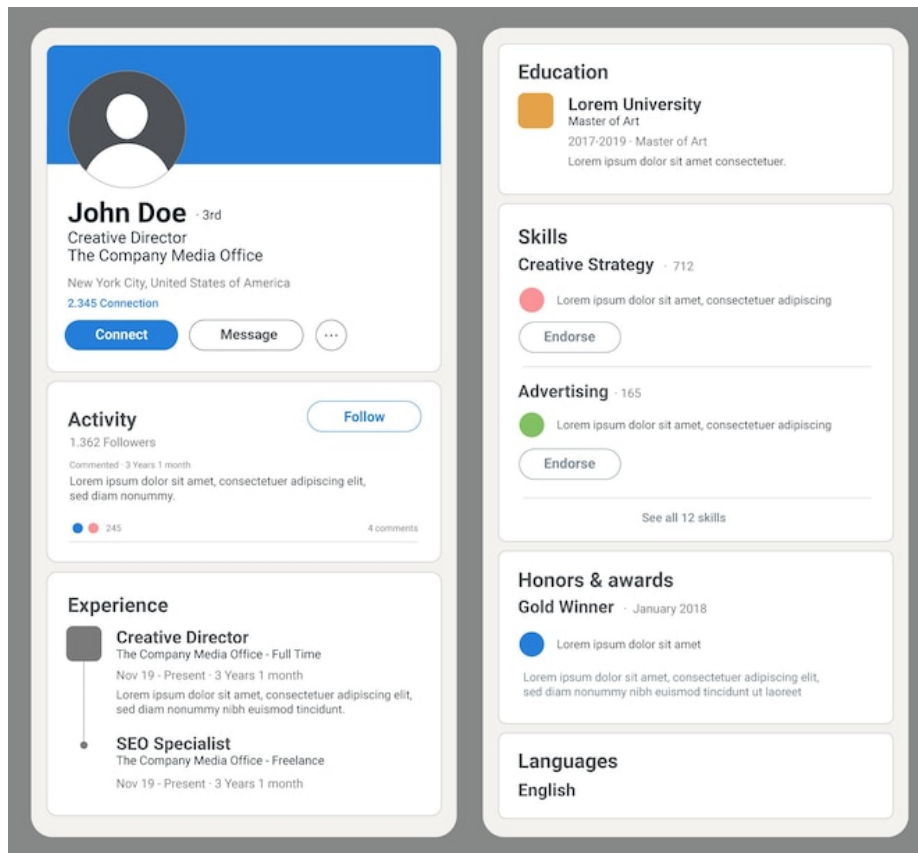 John Doe · 3rd
Creative Director
The Company Media Office
New York City, United States of America
2.345 Connection
Connect
Message
...
Activity
Follow
1.362 Followers
Commented · 3 Years 1 month
Lorem ipsum dolor sit amet, consectetuer adipiscing elit,
sed diam nonummy.
245
4 comments
Experience
Creative Director
The Company Media Office - Full Time
Nov 19 - Present · 3 Years 1 month
Lorem ipsum dolor sit amet, consectetuer adipiscing elit,
sed diam nonummy nibh euismod tincidunt.
SEO Specialist
The Company Media Office - Freelance
Nov 19 - Present · 3 Years 1 month
Education
Lorem University
Master of Art
2017-2019 · Master of Art
Lorem ipsum dolor sit amet consectetuer.
Skills
Creative Strategy · 712
Lorem ipsum dolor sit amet, consectetuer adipiscing
Endorse
Advertising · 165
Lorem ipsum dolor sit amet, consectetuer adipiscing
Endorse
See all 12 skills
Honors & awards
Gold Winner · January 2018
Lorem ipsum dolor sit amet
Lorem ipsum dolor sit amet, consectetuer adipiscing elit,
sed diam nonummy nibh euismod tincidunt ut laoreet
Languages
English